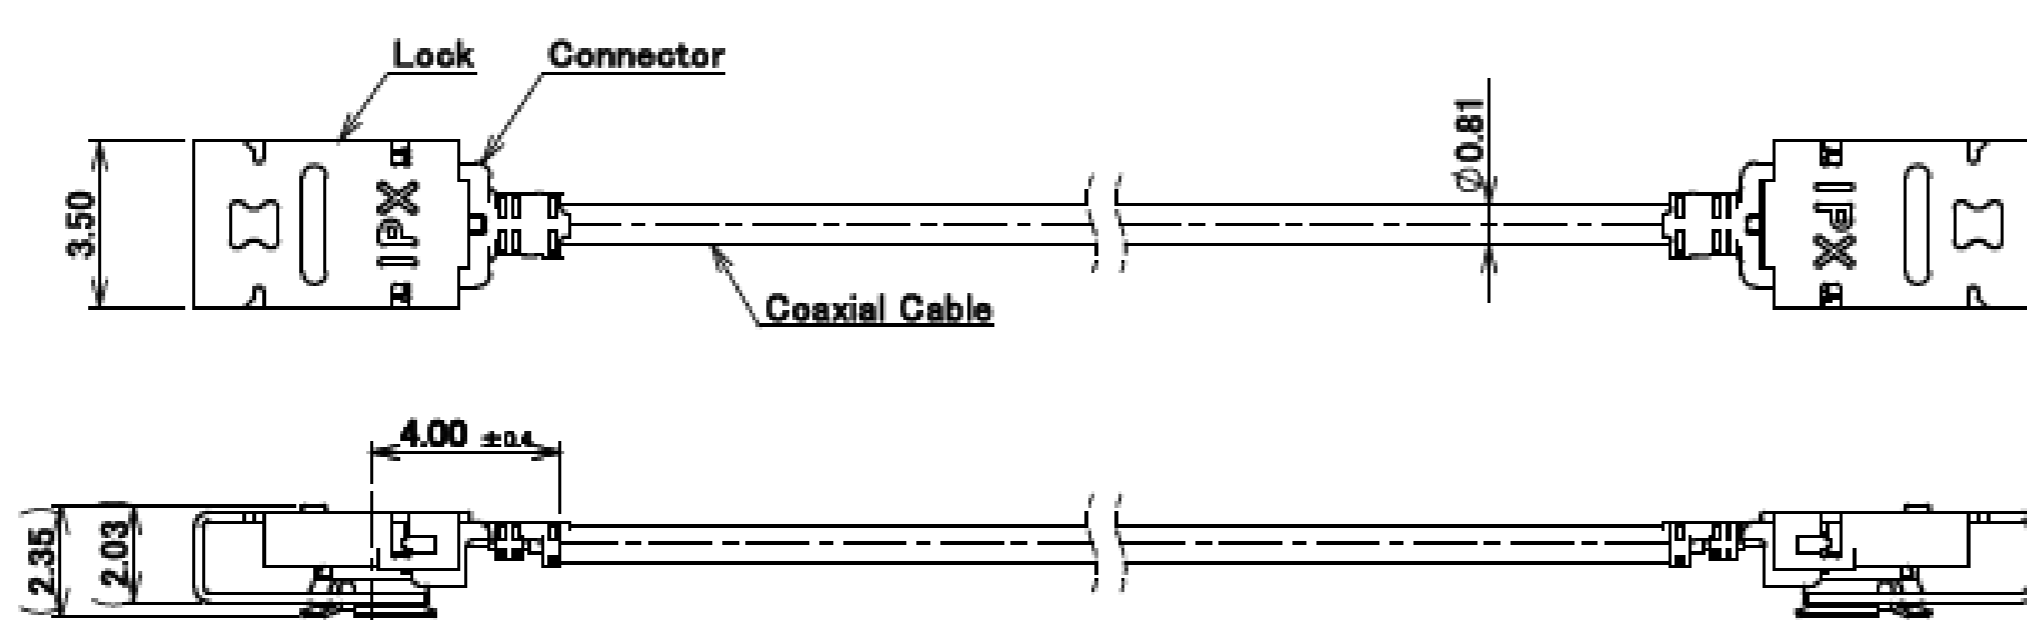 Lock
Connector
Ø0.81
3.50
IPX
IPX
Coaxial Cable
4.00 ±0.4
(2.35)
(2.03)